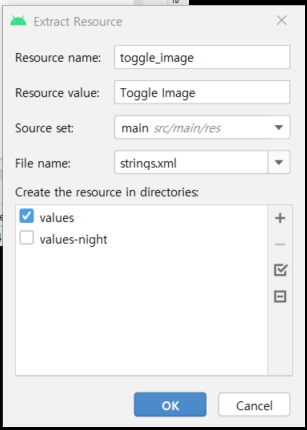 Extract Resource
Resource name: toggle_image
Resource value: Toggle Image
Source set: main src/main/res
File name: strings.xml
Create the resource in directories:
values
values-night
OK Cancel